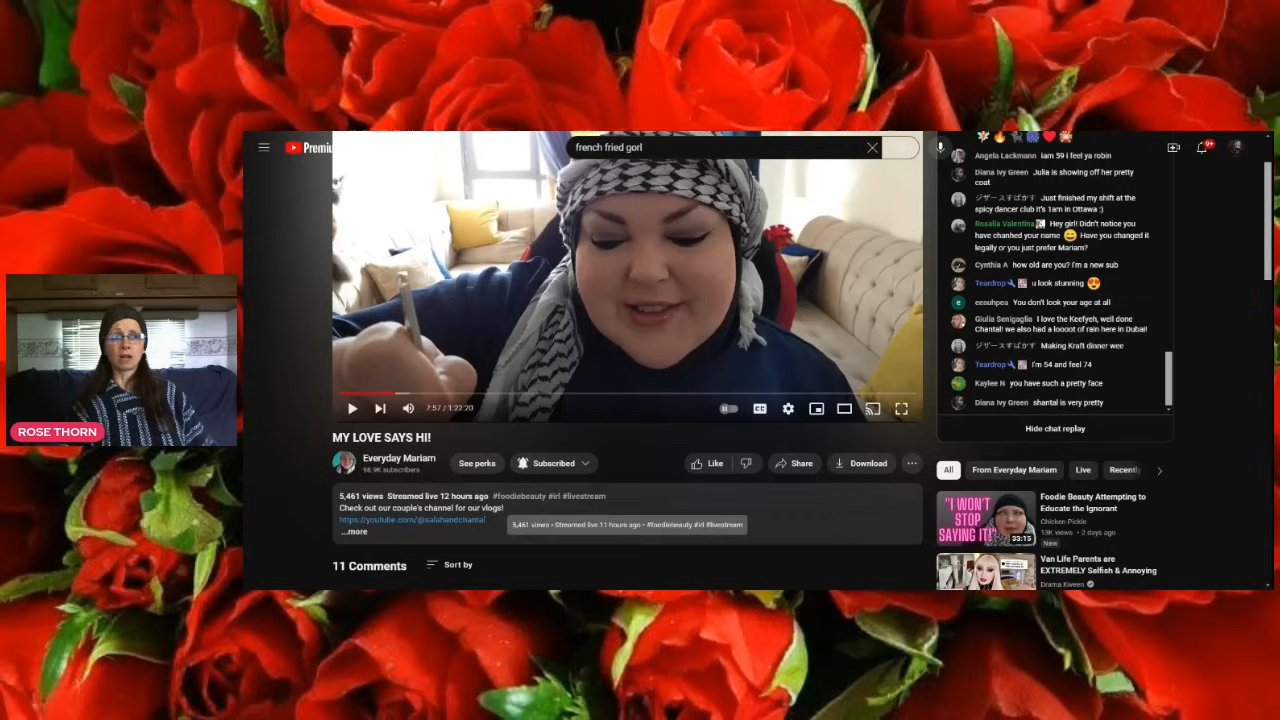 ROSE THORN
Premiu
french fried gorl
9+
Angela Lackmann iam 59 i feel ya robin
Diana Ivy Green Julia is showing off her pretty
coat
ジザースすばかす Just finished my shift at the
spicy dancer club it's 1am in Ottawa :)
Rosalia Valentina Hey girl! Didn't notice you
have chanhed your name 😄 Have you changed it
legally or you just prefer Mariam?
Cynthia A how old are you? I'm a new sub
Teardrop u look stunning 😍
eesuhpea You don't look your age at all
Giulia Senigaglia I love the Keefyeh, well done
Chantal! we also had a loooot of rain here in Dubai!
ジザースすばかす Making Kraft dinner wee
Teardrop I'm 54 and feel 74
Kaylee N you have such a pretty face
Diana Ivy Green shantal is very pretty
Hide chat replay
7:57 / 1:22:20
CC
MY LOVE SAYS HI!
Everyday Mariam
98.9K subscribers
See perks
Subscribed
Like
Share
Download
5,461 views Streamed live 12 hours ago #foodiebeauty #irl #livestream
Check out our couple's channel for our vlogs!
https://youtube.com/@salahandchantal
...more
5,461 views • Streamed live 11 hours ago • #foodiebeauty #irl #livestream
11 Comments
Sort by
All
From Everyday Mariam
Live
Recently
"I WON'T
STOP
SAYING IT!"
33:15
Foodie Beauty Attempting to
Educate the Ignorant
Chicken Pickie
13K views • 2 days ago
New
Van Life Parents are
EXTREMELY Selfish & Annoying
Drama Kween